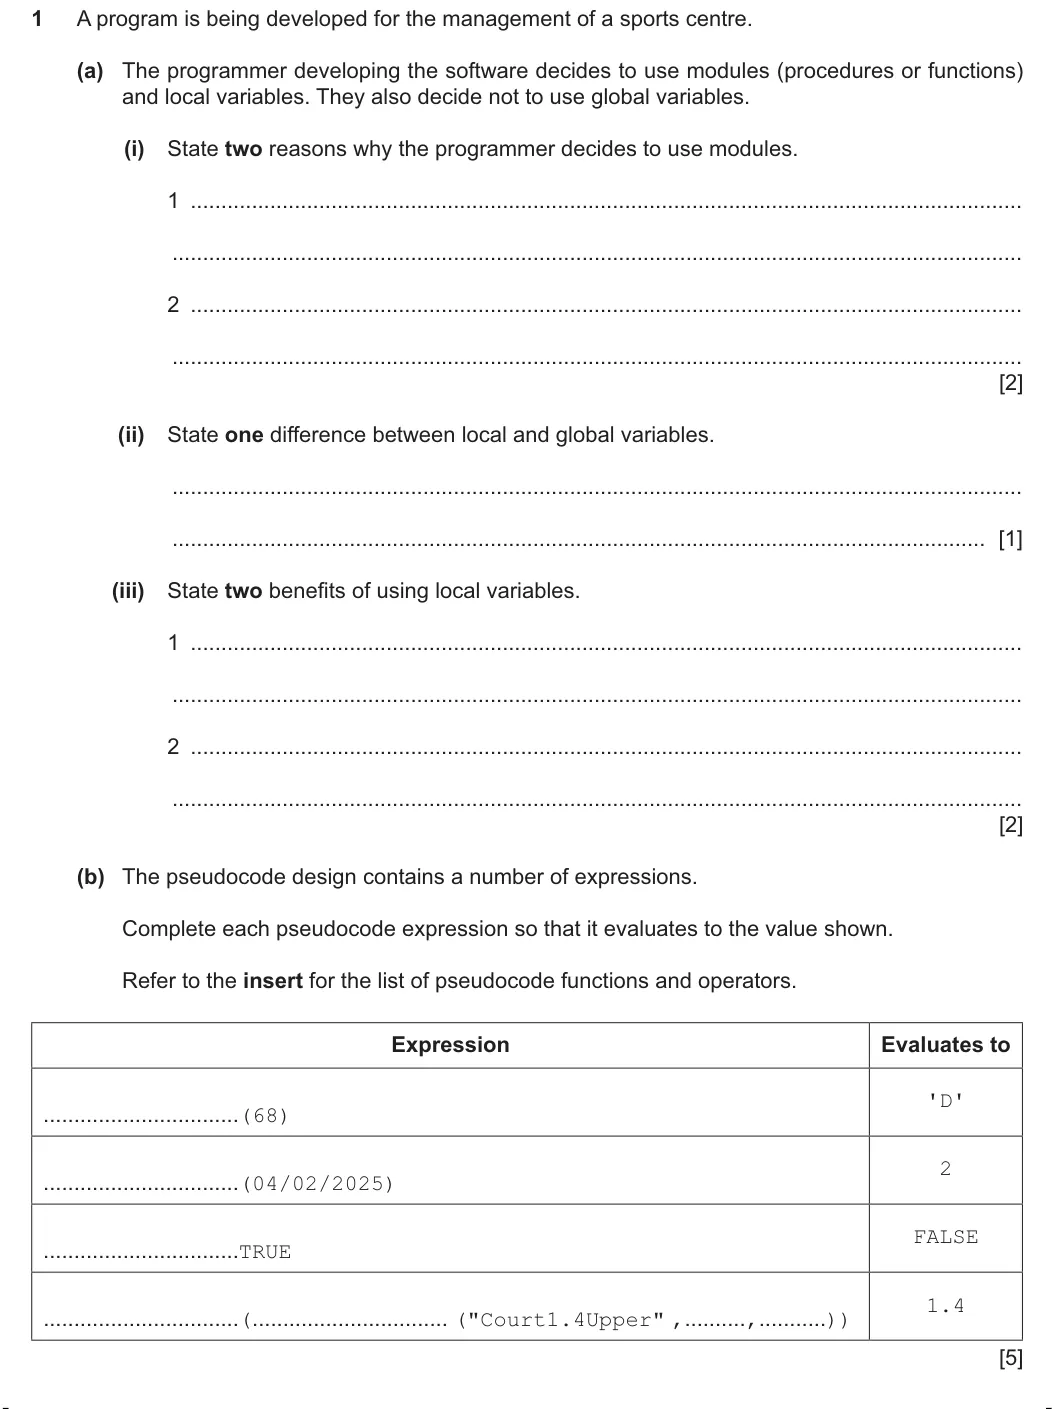 1 A program is being developed for the management of a sports centre.
(a) The programmer developing the software decides to use modules (procedures or functions)
and local variables. They also decide not to use global variables.
(i) State two reasons why the programmer decides to use modules.
1 ..........................................................................................................................................
..............................................................................................................................................
2 ..........................................................................................................................................
..............................................................................................................................................
[2]
(ii) State one difference between local and global variables.
..............................................................................................................................................
....................................................................................................................................... [1]
(iii) State two benefits of using local variables.
1 ..........................................................................................................................................
..............................................................................................................................................
2 ..........................................................................................................................................
..............................................................................................................................................
[2]
(b) The pseudocode design contains a number of expressions.
Complete each pseudocode expression so that it evaluates to the value shown.
Refer to the insert for the list of pseudocode functions and operators.
Expression Evaluates to
................................(68) 'D'
................................(04/02/2025) 2
................................TRUE FALSE
................................(................................ ("Court1.4Upper" ,..........,...........)) 1.4
[5]